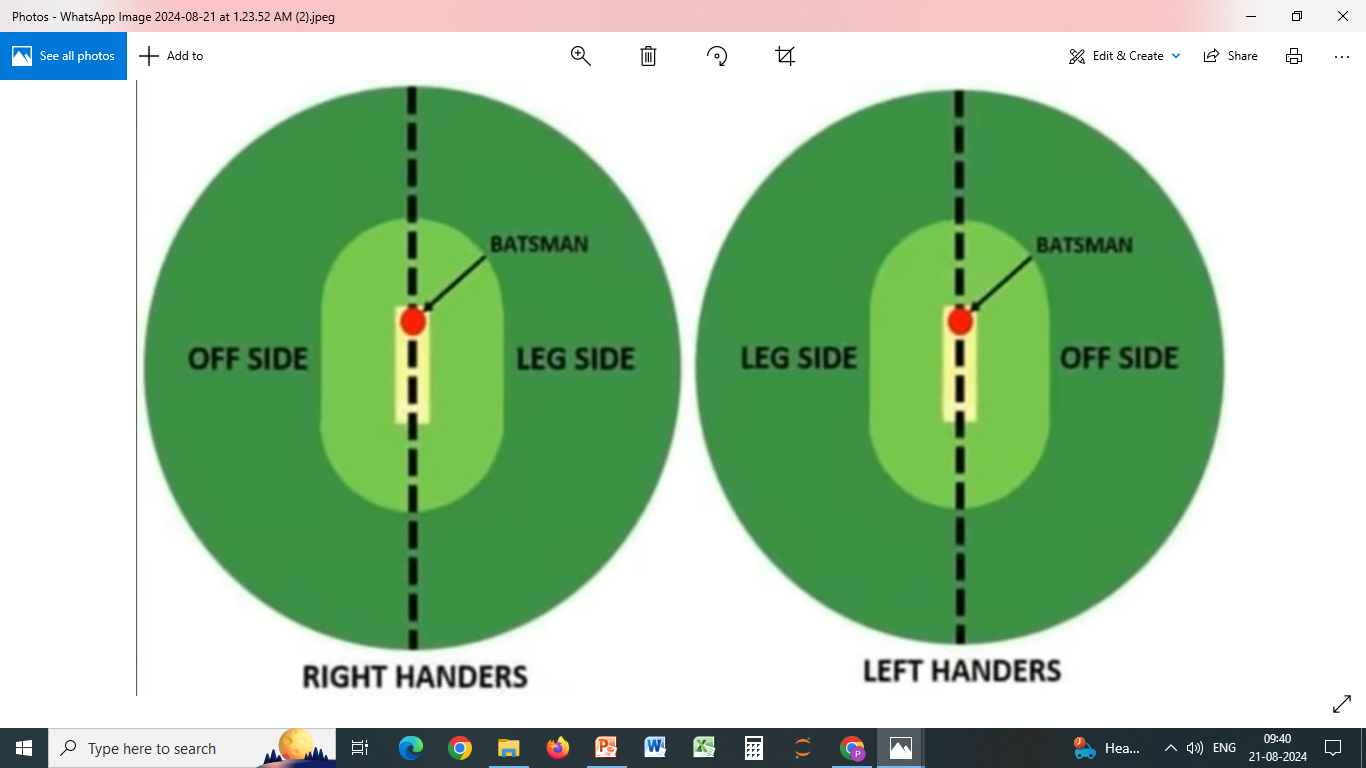 Photos - WhatsApp Image 2024-08-21 at 1.23.52 AM (2).jpeg
See all photos
Add to
Edit & Create
Share
BATSMAN
OFF SIDE
LEG SIDE
RIGHT HANDERS
BATSMAN
LEG SIDE
OFF SIDE
LEFT HANDERS
Type here to search
P
W
X
P
Hea...
ENG
09:40
21-08-2024